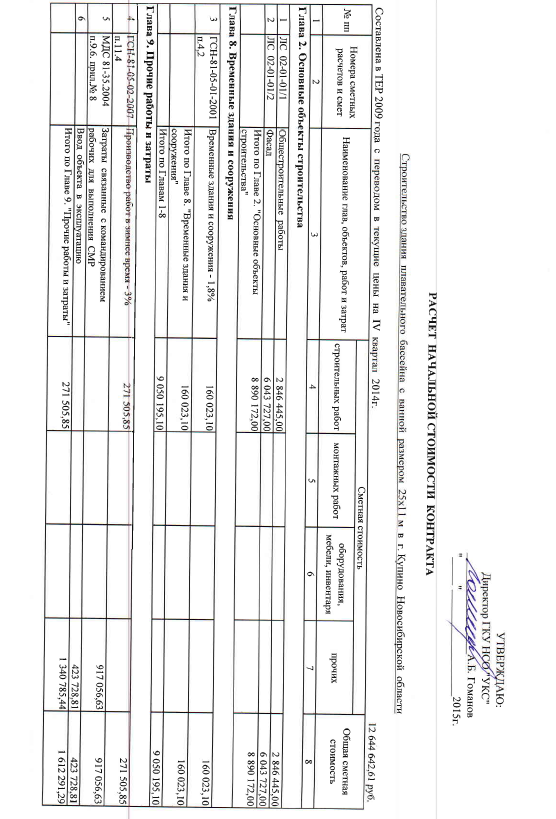 УТВЕРЖДАЮ:
Директор ГКУ НСО "УКС"
А.Б. Гоманов
"   " 2015г.
РАСЧЕТ НАЧАЛЬНОЙ СТОИМОСТИ КОНТРАКТА
Строительство здания плавательного бассейна с ванной размером 25х11 м в г. Купино Новосибирской области
Составлена в ТЕР 2009 года с переводом в текущие цены на IV квартал 2014г. 12 644 642,61 руб.
№ пп Номера сметных расчетов и смет Наименование глав, объектов, работ и затрат Сметная стоимость Общая сметная стоимость
строительных работ монтажных работ оборудования, мебели, инвентаря прочих
1 2 3 4 5 6 7 8
Глава 2. Основные объекты строительства
1 ЛС 02-01-01/1 Общестроительные работы 2 846 445,00 2 846 445,00
2 ЛС 02-01-01/2 Фасад 6 043 727,00 6 043 727,00
Итого по Главе 2. "Основные объекты строительства" 8 890 172,00 8 890 172,00
Глава 8. Временные здания и сооружения
3 ГСН-81-05-01-2001 п.4,2 Временные здания и сооружения - 1,8% 160 023,10 160 023,10
Итого по Главе 8. "Временные здания и сооружения" 160 023,10 160 023,10
Итого по Главам 1-8 9 050 195,10 9 050 195,10
Глава 9. Прочие работы и затраты
4 ГСН-81-05-02-2007 п.11,4 Производство работ в зимнее время - 3% 271 505,85 271 505,85
5 МДС 81-35.2004 п.9.6. прил.№ 8 Затраты связанные с командированием рабочих для выполнения СМР 917 056,63 917 056,63
6 Ввод объекта в эксплуатацию 423 728,81 423 728,81
Итого по Главе 9. "Прочие работы и затраты" 271 505,85 1 340 785,44 1 612 291,29